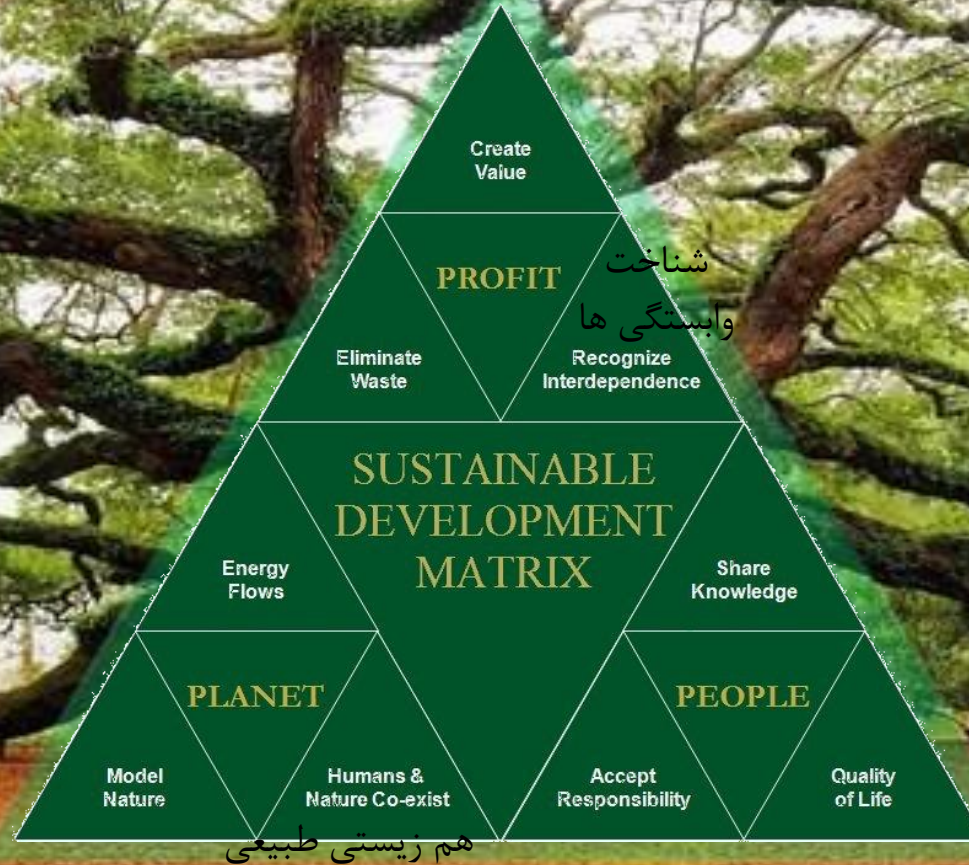 Create
Value
PROFIT
شناخت
وابستگی ها
Eliminate
Waste
Recognize
Interdependence
SUSTAINABLE
DEVELOPMENT
MATRIX
Energy
Flows
Share
Knowledge
PLANET
PEOPLE
Model
Nature
Humans &
Nature Co-exist
Accept
Responsibility
Quality
of Life
هم زیستی طبیعی